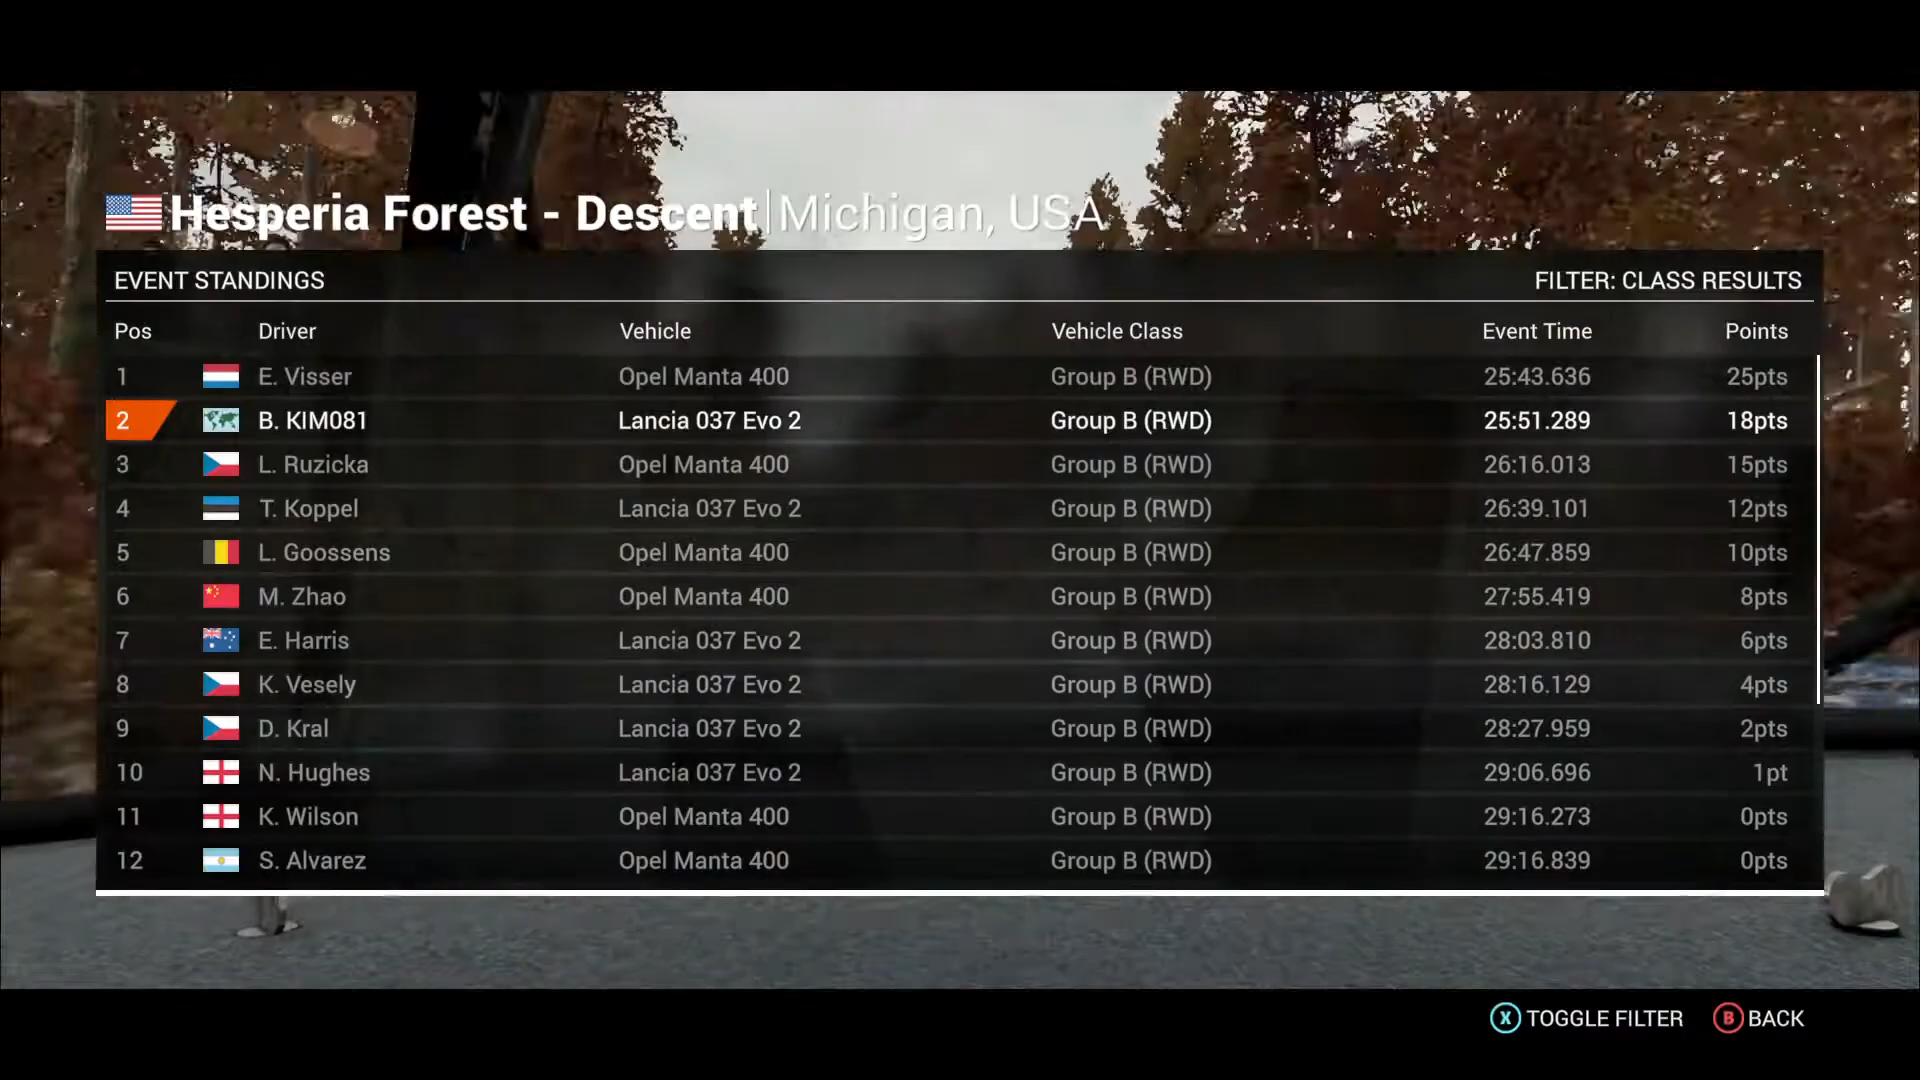 Hesperia Forest - Descent | Michigan, USA
EVENT STANDINGS FILTER: CLASS RESULTS
Pos Driver Vehicle Vehicle Class Event Time Points
1 E. Visser Opel Manta 400 Group B (RWD) 25:43.636 25pts
2 B. KIM081 Lancia 037 Evo 2 Group B (RWD) 25:51.289 18pts
3 L. Ruzicka Opel Manta 400 Group B (RWD) 26:16.013 15pts
4 T. Koppel Lancia 037 Evo 2 Group B (RWD) 26:39.101 12pts
5 L. Goossens Opel Manta 400 Group B (RWD) 26:47.859 10pts
6 M. Zhao Opel Manta 400 Group B (RWD) 27:55.419 8pts
7 E. Harris Lancia 037 Evo 2 Group B (RWD) 28:03.810 6pts
8 K. Vesely Lancia 037 Evo 2 Group B (RWD) 28:16.129 4pts
9 D. Kral Lancia 037 Evo 2 Group B (RWD) 28:27.959 2pts
10 N. Hughes Lancia 037 Evo 2 Group B (RWD) 29:06.696 1pt
11 K. Wilson Opel Manta 400 Group B (RWD) 29:16.273 0pts
12 S. Alvarez Opel Manta 400 Group B (RWD) 29:16.839 0pts
X TOGGLE FILTER B BACK